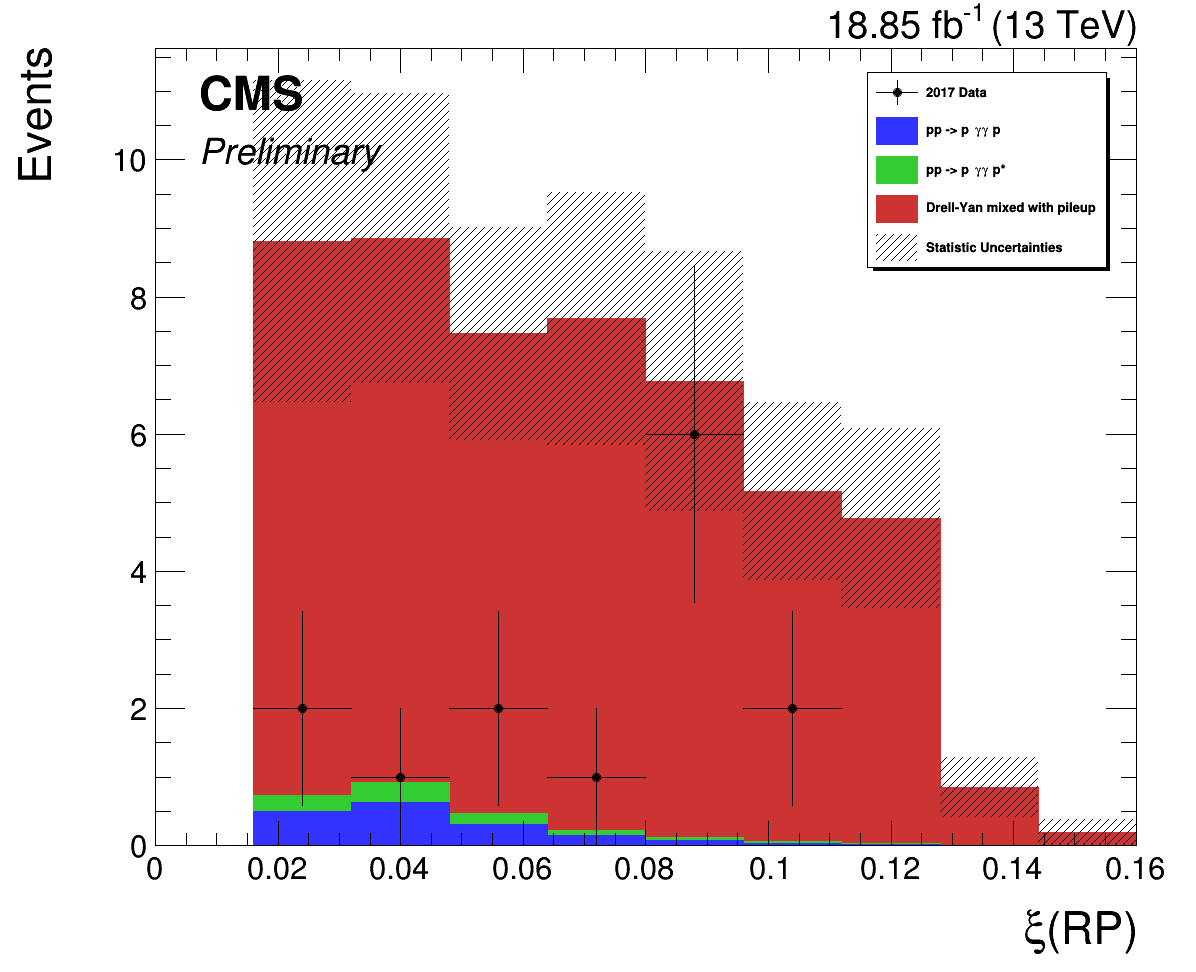 18.85 fb-1 (13 TeV)
Events
CMS
Preliminary
2017 Data
pp -> p γγ p
pp -> p γγ p*
Drell-Yan mixed with pileup
Statistic Uncertainties
10
8
6
4
2
0
0 0.02 0.04 0.06 0.08 0.1 0.12 0.14 0.16
ξ(RP)